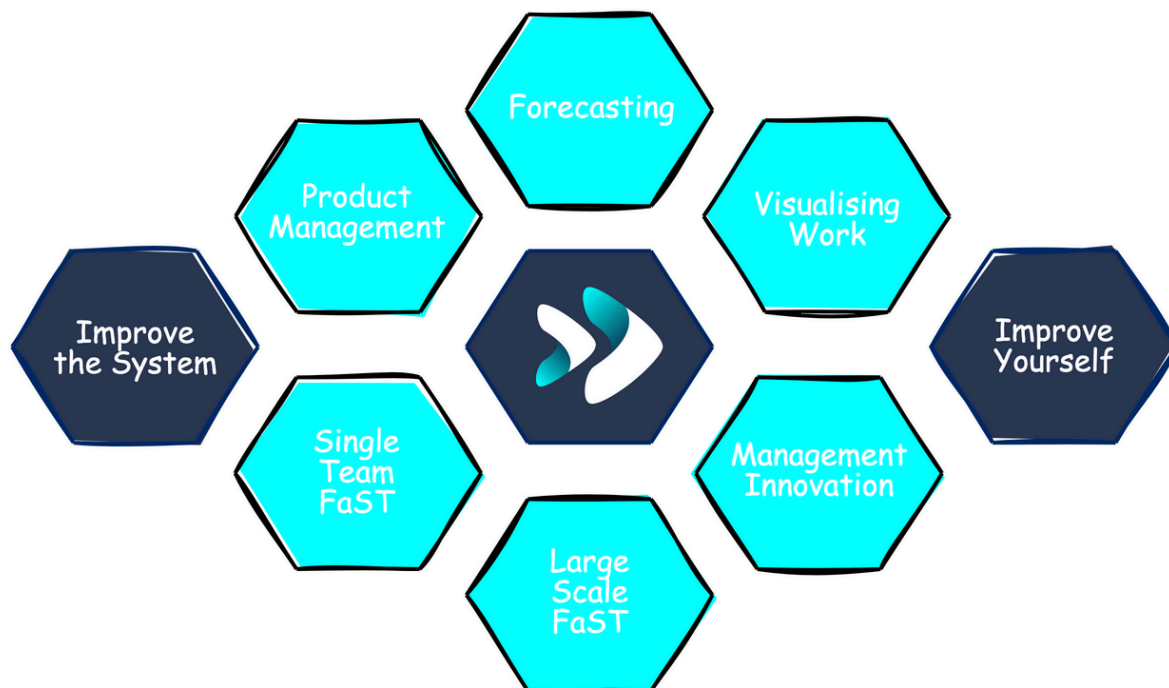 Forecasting
Product
Management
Visualising
Work
Improve
the System
Improve
Yourself
Single
Team
FaST
Management
Innovation
Large
Scale
FaST